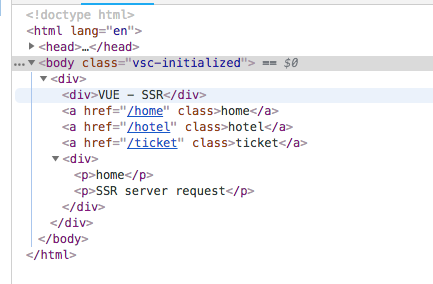 <!doctype html>
<html lang="en">
<head>…</head>
<body class="vsc-initialized"> == $0
<div>
<div>VUE - SSR</div>
<a href="/home" class>home</a>
<a href="/hotel" class>hotel</a>
<a href="/ticket" class>ticket</a>
<div>
<p>home</p>
<p>SSR server request</p>
</div>
</div>
</body>
</html>